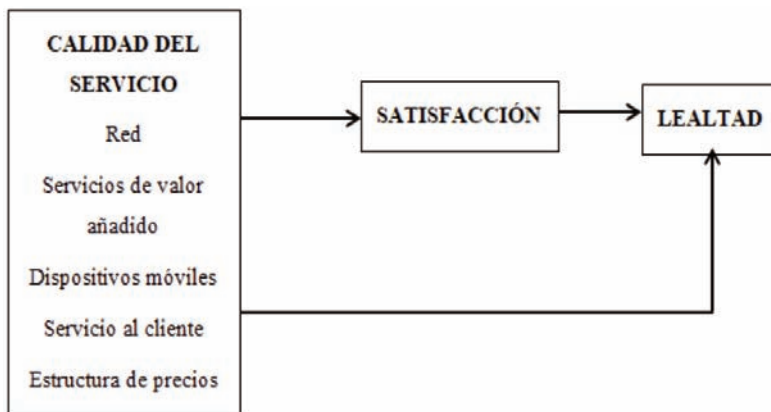 CALIDAD DEL
SERVICIO
Red
Servicios de valor
añadido
Dispositivos móviles
Servicio al cliente
Estructura de precios
SATISFACCIÓN
LEALTAD